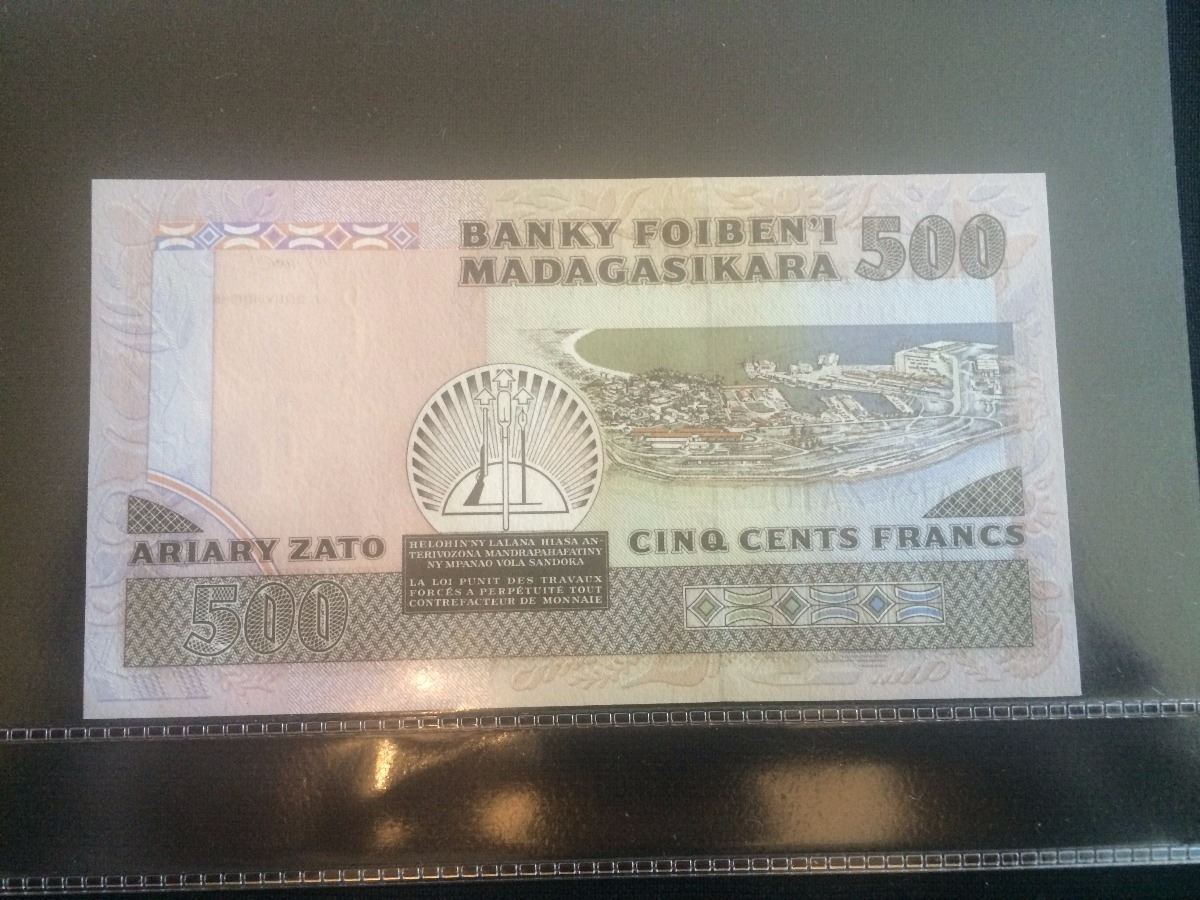 BANKY FOIBEN'I
MADAGASIKARA
500
ARIARY ZATO
CINQ CENTS FRANCS
HELOHIN'NY LALANA HIASA AN-
TERIVOZONA MANDRAPAHAFATINY
NY MPANAO VOLA SANDOKA
LA LOI PUNIT DES TRAVAUX
FORCÉS A PERPÉTUITÉ TOUT
CONTREFACTEUR DE MONNAIE
500